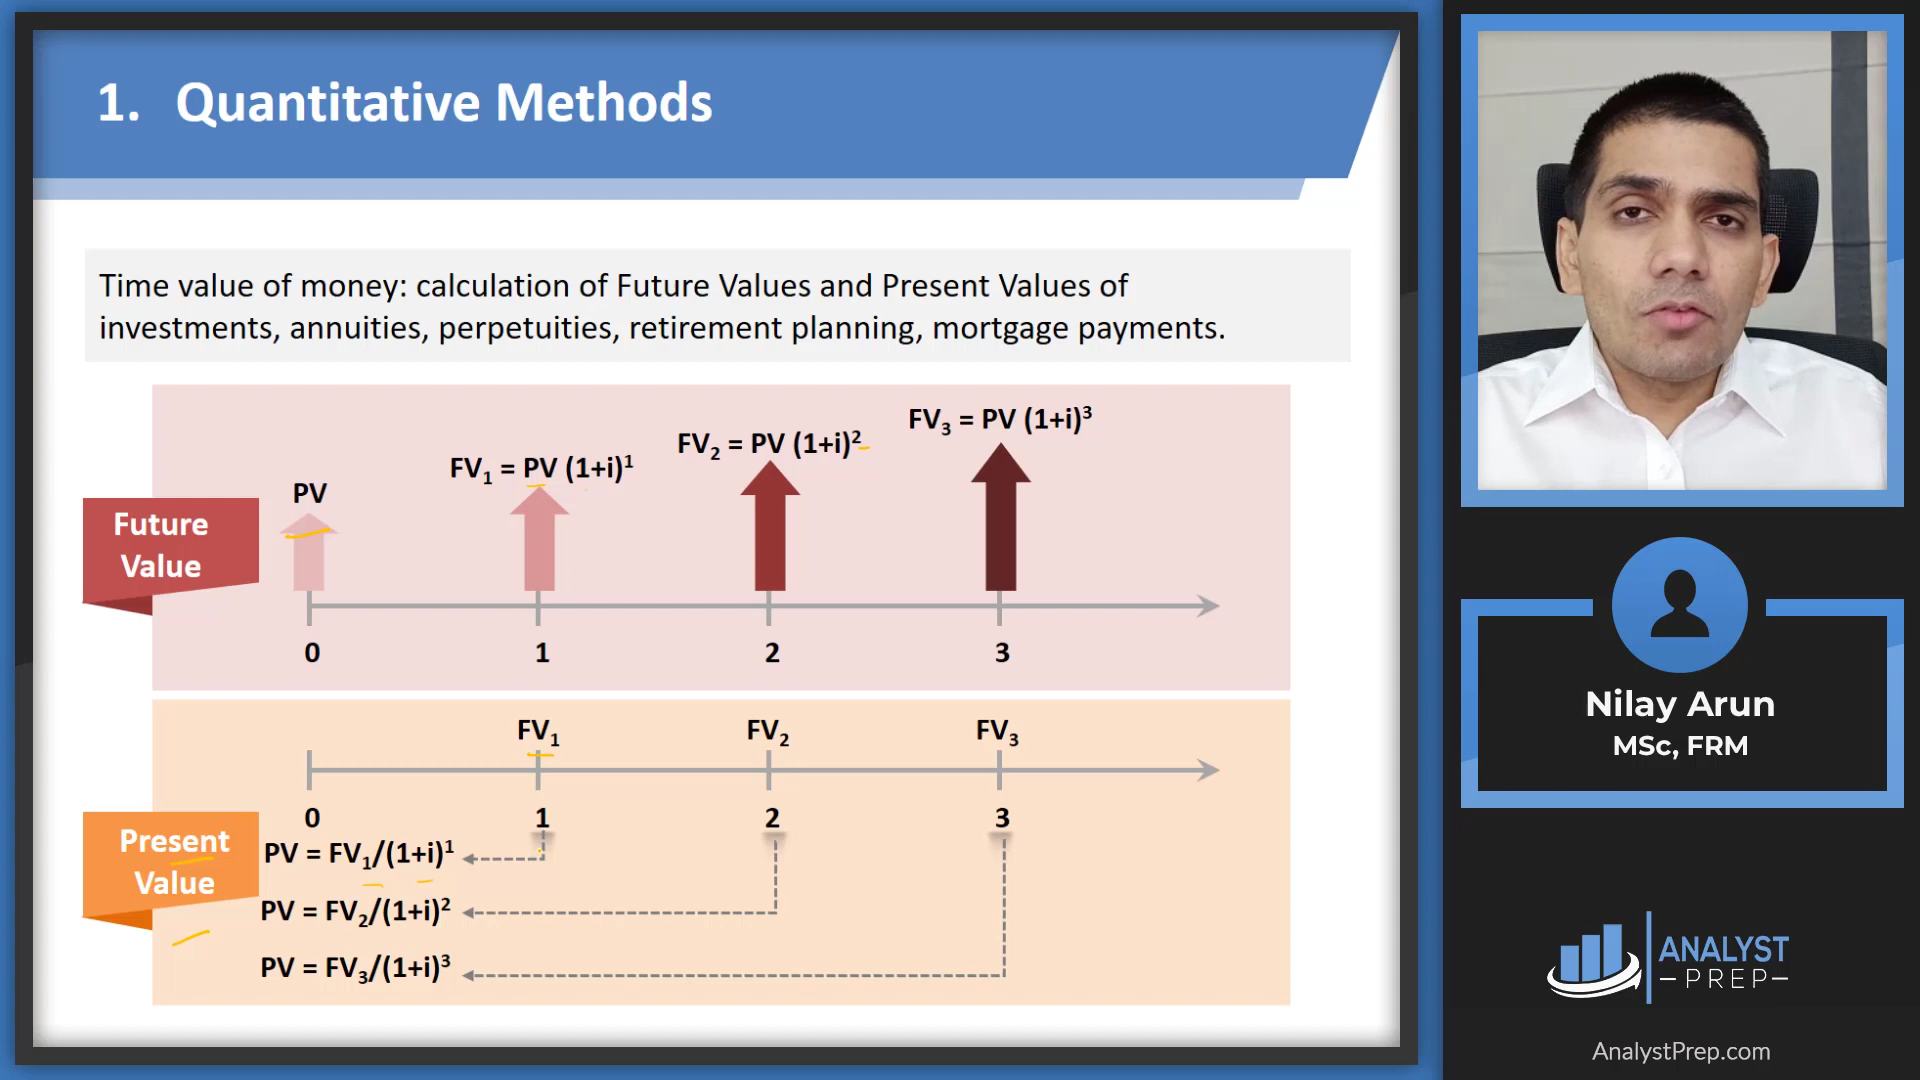 1. Quantitative Methods
Time value of money: calculation of Future Values and Present Values of
investments, annuities, perpetuities, retirement planning, mortgage payments.
Future
Value
PV
FV₁ = PV (1+i)¹
FV₂ = PV (1+i)²
FV₃ = PV (1+i)³
0 1 2 3
Present
Value
FV₁ FV₂ FV₃
0 1 2 3
PV = FV₁/(1+i)¹
PV = FV₂/(1+i)²
PV = FV₃/(1+i)³
Nilay Arun
MSc, FRM
ANALYST
PREP
AnalystPrep.com